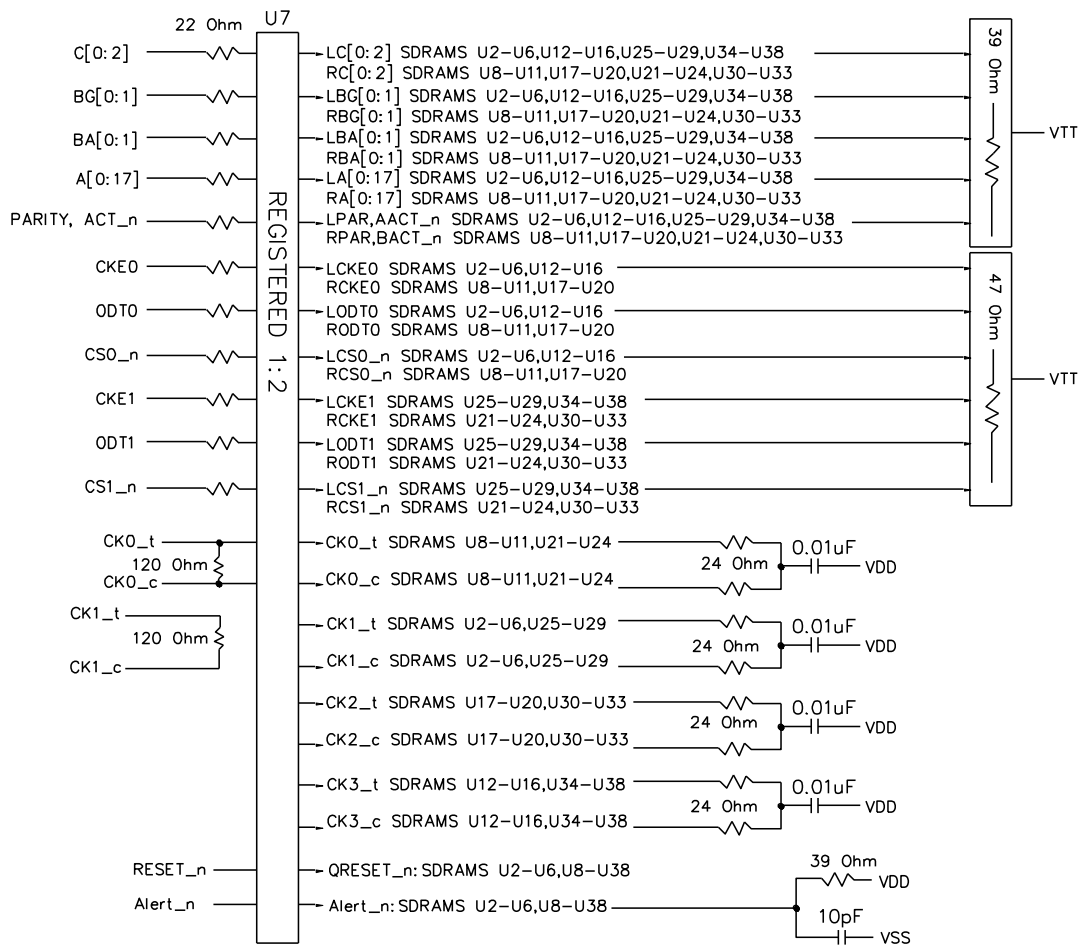 U7
22 Ohm
C[0:2]
LC[0:2] SDRAMS U2-U6,U12-U16,U25-U29,U34-U38
RC[0:2] SDRAMS U8-U11,U17-U20,U21-U24,U30-U33
BG[0:1]
LBG[0:1] SDRAMS U2-U6,U12-U16,U25-U29,U34-U38
RBG[0:1] SDRAMS U8-U11,U17-U20,U21-U24,U30-U33
BA[0:1]
LBA[0:1] SDRAMS U2-U6,U12-U16,U25-U29,U34-U38
RBA[0:1] SDRAMS U8-U11,U17-U20,U21-U24,U30-U33
A[0:17]
LA[0:17] SDRAMS U2-U6,U12-U16,U25-U29,U34-U38
RA[0:17] SDRAMS U8-U11,U17-U20,U21-U24,U30-U33
PARITY, ACT_n
LPAR,AACT_n SDRAMS U2-U6,U12-U16,U25-U29,U34-U38
RPAR,BACT_n SDRAMS U8-U11,U17-U20,U21-U24,U30-U33
39 Ohm
VTT
REGISTERED 1:2
CKE0
LCKE0 SDRAMS U2-U6,U12-U16
RCKE0 SDRAMS U8-U11,U17-U20
ODT0
LODT0 SDRAMS U2-U6,U12-U16
RODT0 SDRAMS U8-U11,U17-U20
CS0_n
LCS0_n SDRAMS U2-U6,U12-U16
RCS0_n SDRAMS U8-U11,U17-U20
CKE1
LCKE1 SDRAMS U25-U29,U34-U38
RCKE1 SDRAMS U21-U24,U30-U33
ODT1
LODT1 SDRAMS U25-U29,U34-U38
RODT1 SDRAMS U21-U24,U30-U33
CS1_n
LCS1_n SDRAMS U25-U29,U34-U38
RCS1_n SDRAMS U21-U24,U30-U33
47 Ohm
VTT
CK0_t
120 Ohm
CK0_c
CK0_t SDRAMS U8-U11,U21-U24
CK0_c SDRAMS U8-U11,U21-U24
24 Ohm
0.01uF
VDD
CK1_t
120 Ohm
CK1_c
CK1_t SDRAMS U2-U6,U25-U29
CK1_c SDRAMS U2-U6,U25-U29
24 Ohm
0.01uF
VDD
CK2_t SDRAMS U17-U20,U30-U33
CK2_c SDRAMS U17-U20,U30-U33
24 Ohm
0.01uF
VDD
CK3_t SDRAMS U12-U16,U34-U38
CK3_c SDRAMS U12-U16,U34-U38
24 Ohm
0.01uF
VDD
RESET_n
QRESET_n:SDRAMS U2-U6,U8-U38
Alert_n
Alert_n:SDRAMS U2-U6,U8-U38
39 Ohm
VDD
10pF
VSS